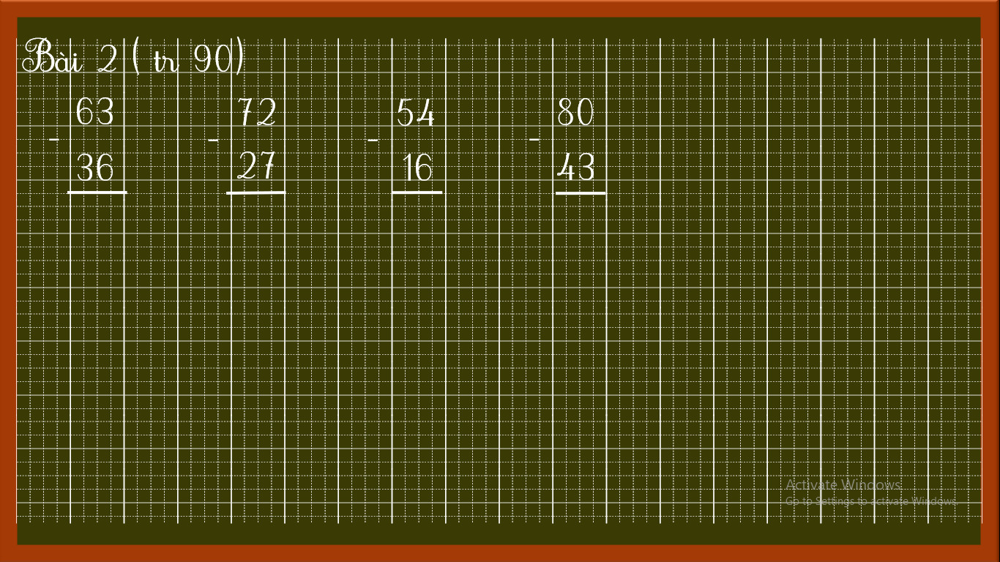 Bài 2 ( tr 90)
63 72 54 80
- - - -
36 27 16 43
Activate Windows
Go to Settings to activate Windows.